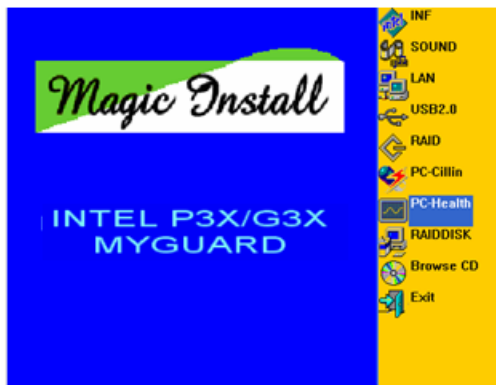 Magic Install
INTEL P3X/G3X
MYGUARD
INF
SOUND
LAN
USB2.0
RAID
PC-Cillin
PC-Health
RAIDDISK
Browse CD
Exit